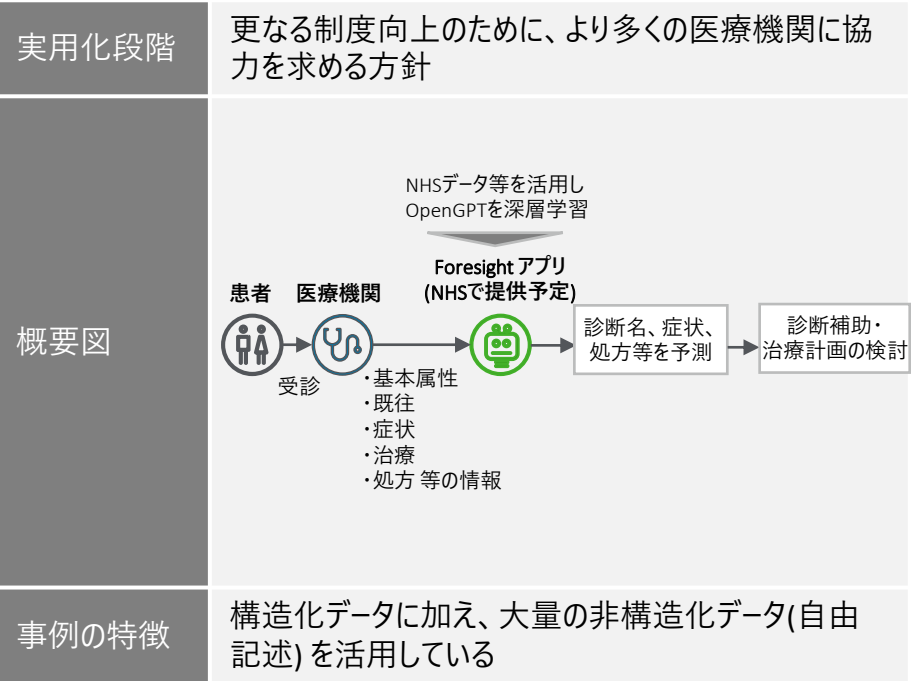 実用化段階
更なる制度向上のために、より多くの医療機関に協
力を求める方針
概要図
NHSデータ等を活用し
OpenGPTを深層学習
Foresight アプリ
(NHSで提供予定)
患者
医療機関
受診
・基本属性
・既往
・症状
・治療
・処方 等の情報
診断名、症状、
処方等を予測
診断補助・
治療計画の検討
事例の特徴
構造化データに加え、大量の非構造化データ(自由
記述) を活用している